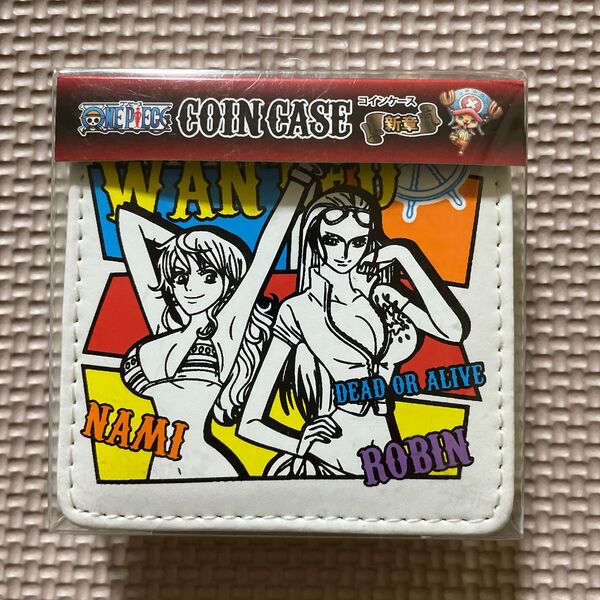 ONE PIECE COIN CASE コインケース
新章
WANTED
DEAD OR ALIVE
NAMI
ROBIN